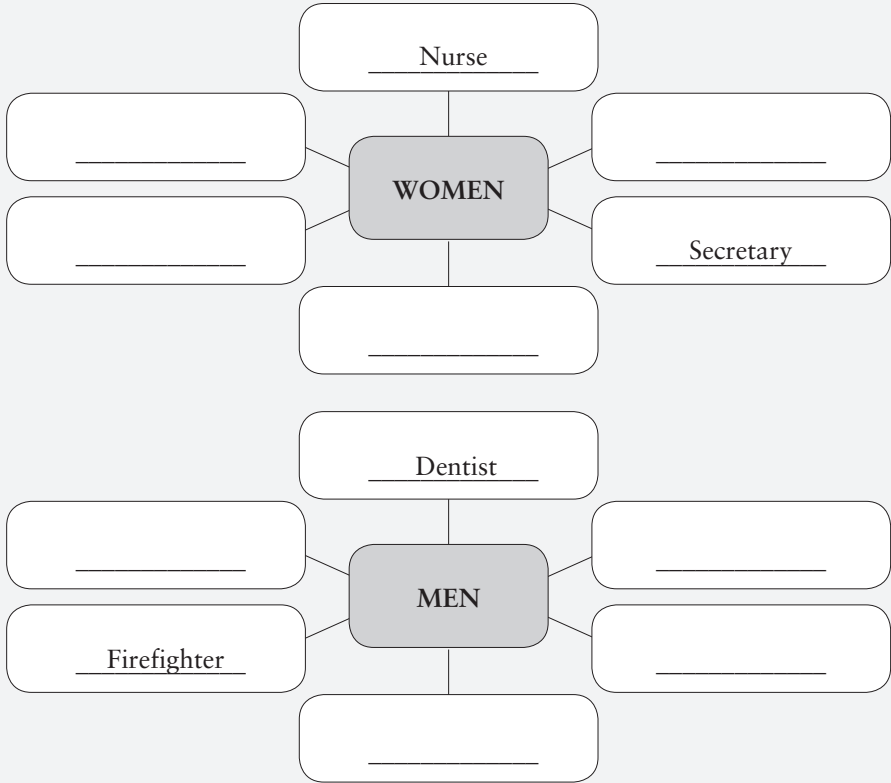 Nurse
WOMEN
Secretary
Dentist
MEN
Firefighter